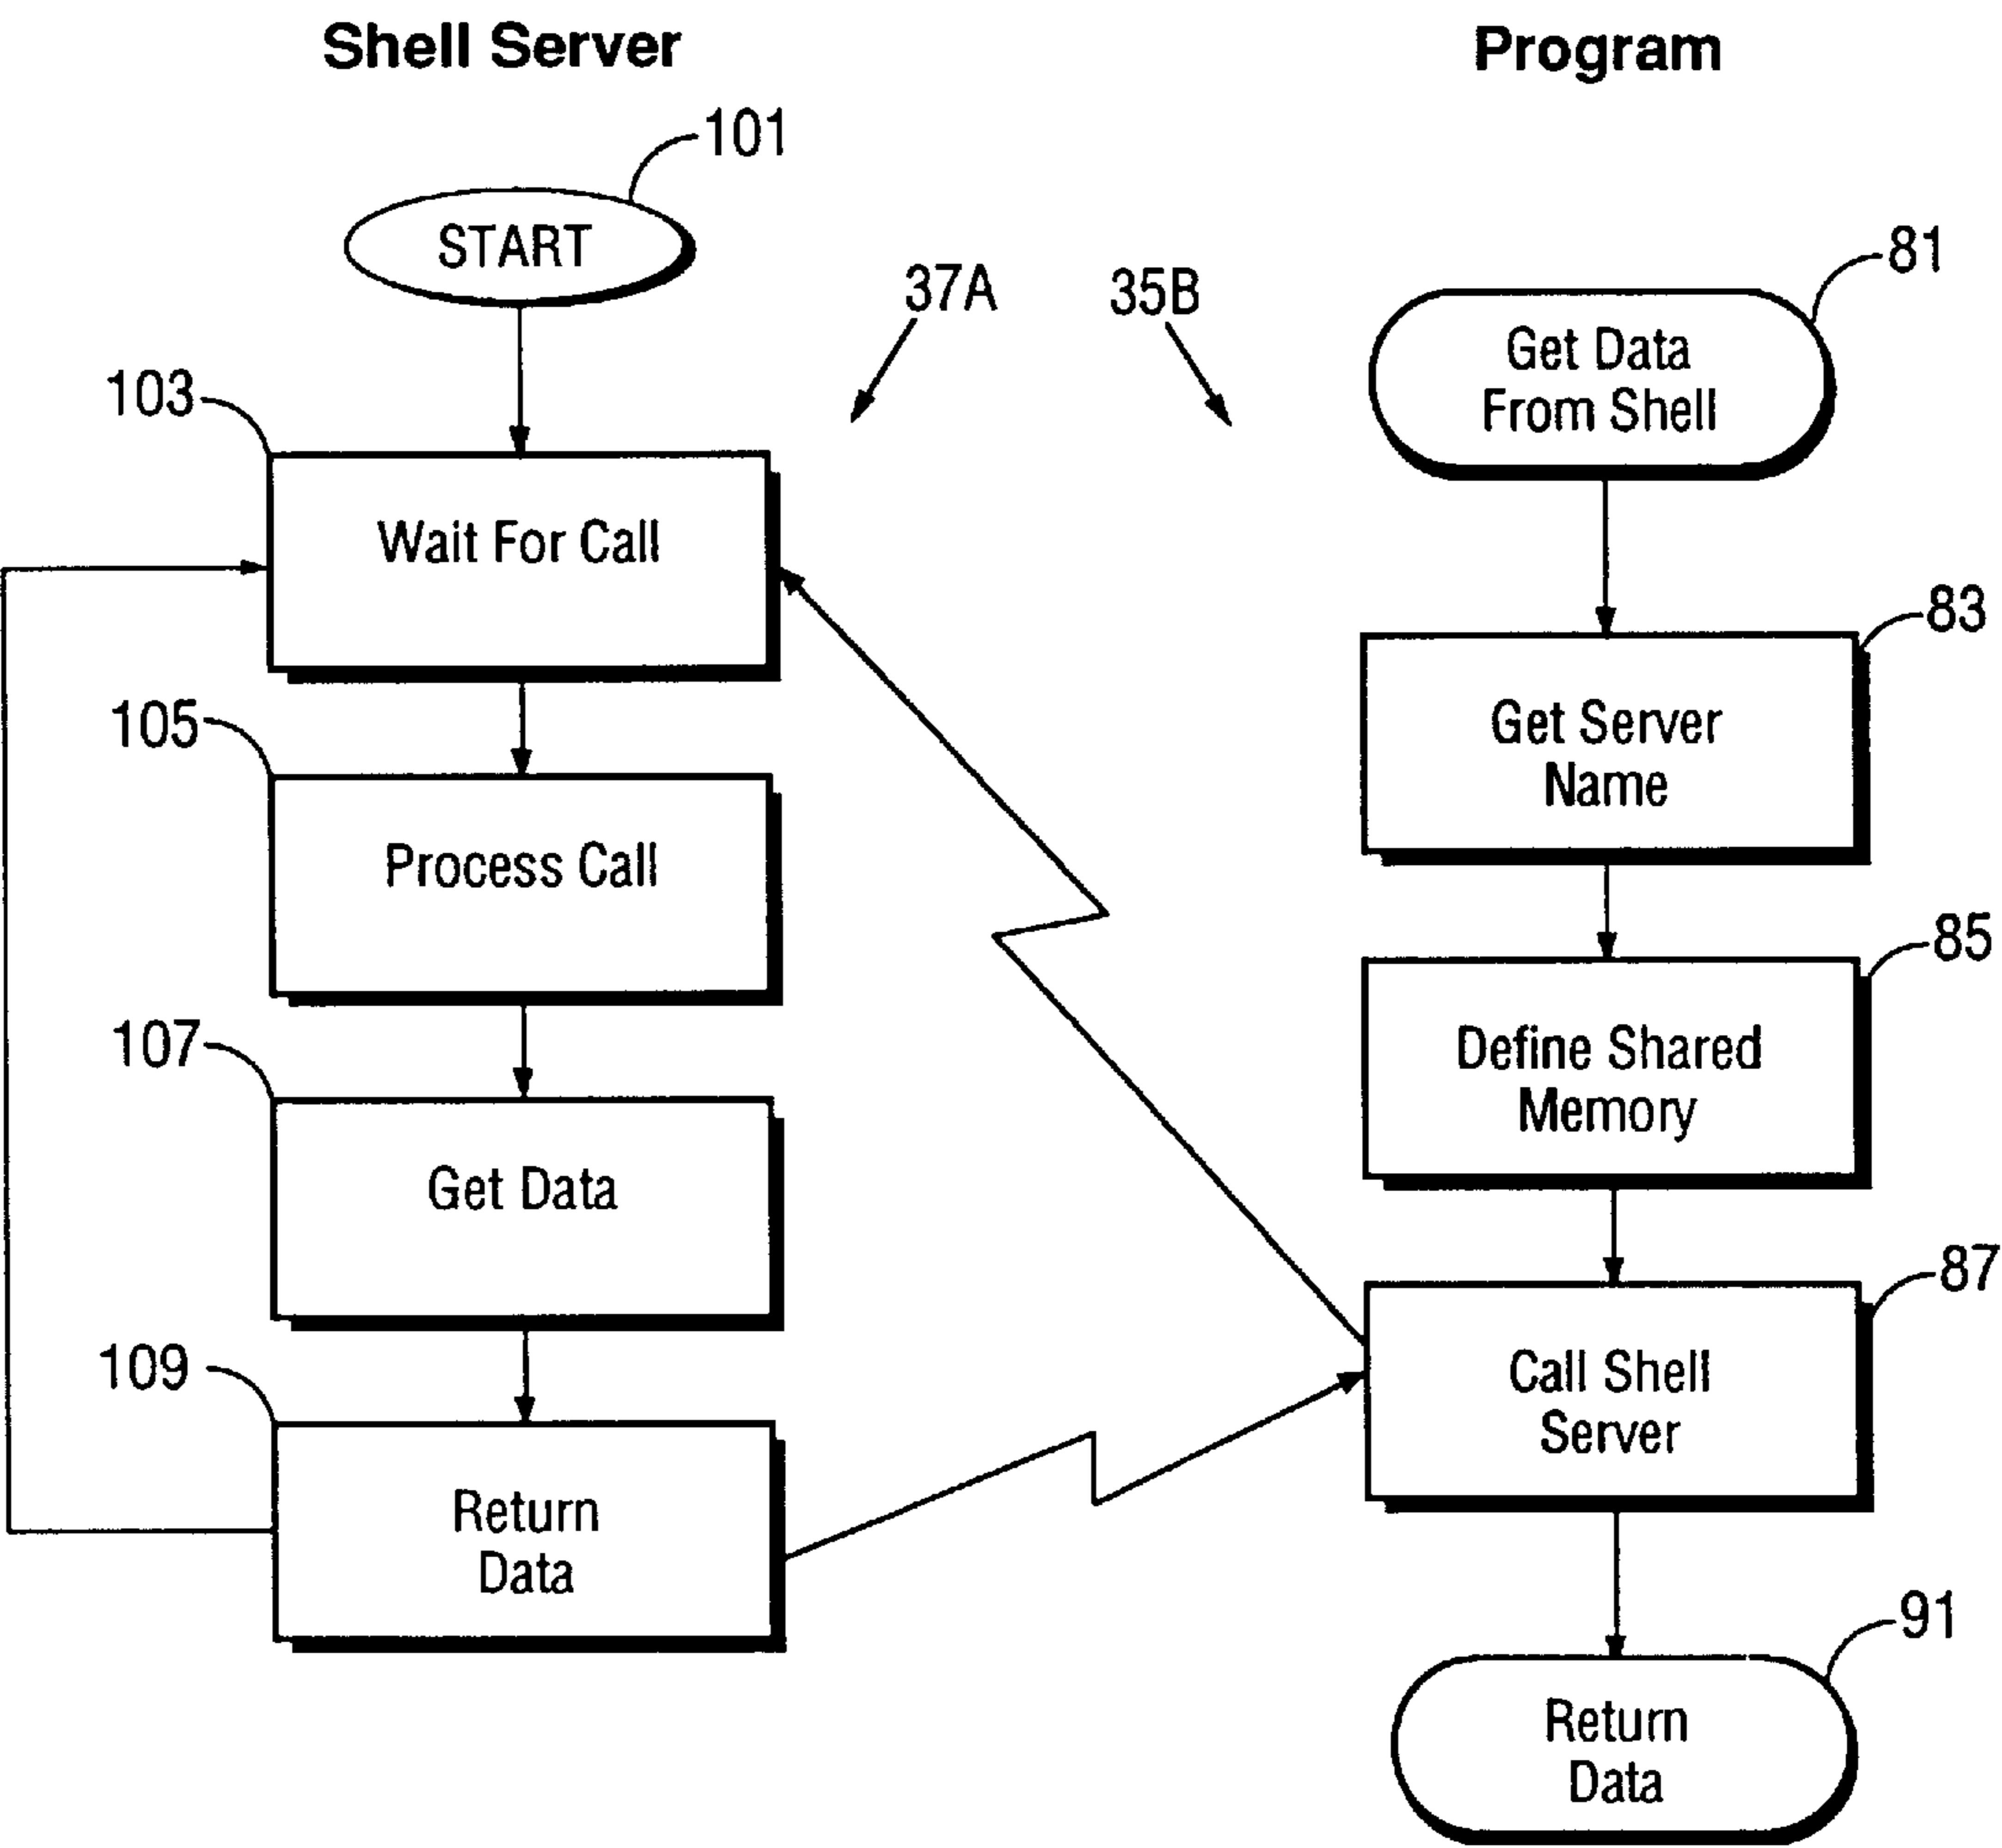 Shell Server
101
START
37A
103
Wait For Call
105
Process Call
107
Get Data
109
Return
Data
Program
35B
81
Get Data
From Shell
83
Get Server
Name
85
Define Shared
Memory
87
Call Shell
Server
91
Return
Data